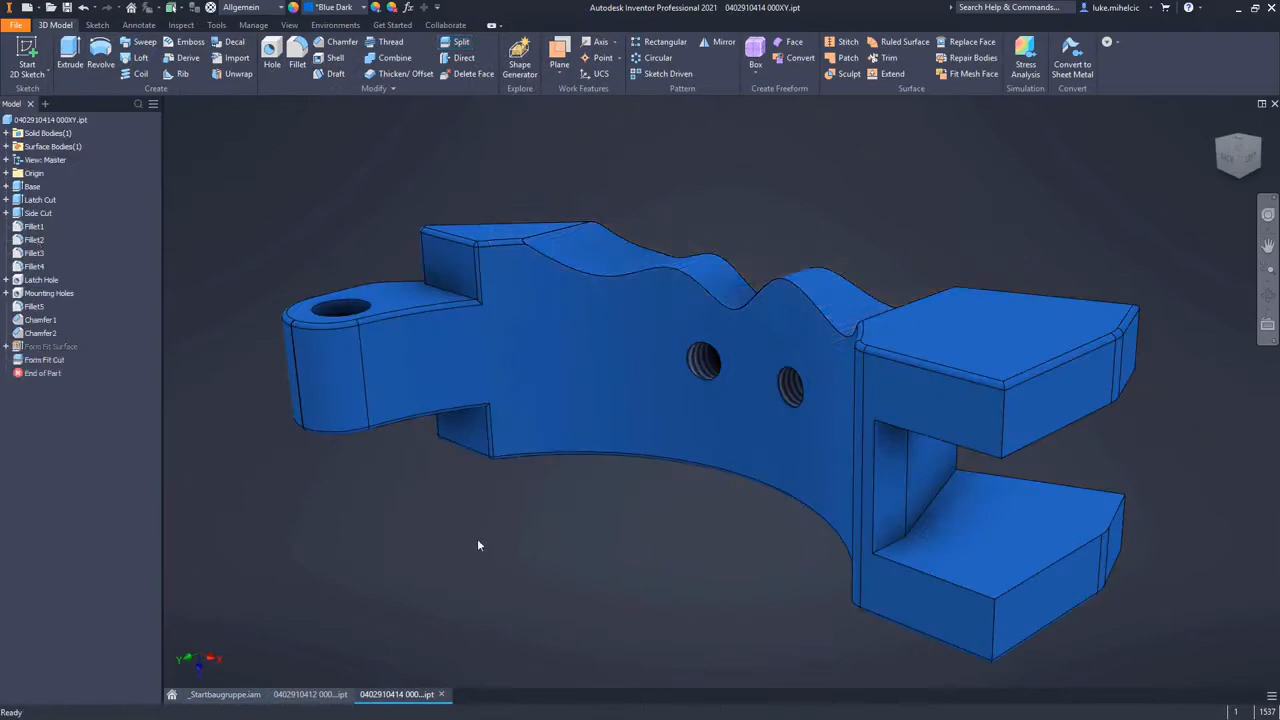 Allgemein *Blue Dark Autodesk Inventor Professional 2021 0402910414 000XY.ipt Search Help & Commands... luke.mihelcic
File 3D Model Sketch Annotate Inspect Tools Manage View Environments Get Started Collaborate
Start 2D Sketch Extrude Revolve Sweep Emboss Decal Hole Fillet Chamfer Thread Split Shape Generator Plane Axis Rectangular Mirror Box Face Stitch Ruled Surface Replace Face Stress Analysis Convert to Sheet Metal
Loft Derive Import Shell Combine Direct Point Circular Convert Patch Trim Repair Bodies
Coil Rib Unwrap Draft Thicken/ Offset Delete Face UCS Sketch Driven Sculpt Extend Fit Mesh Face
Sketch Create Modify Explore Work Features Pattern Create Freeform Surface Simulation Convert
Model
0402910414 000XY.ipt
Solid Bodies(1)
Surface Bodies(1)
View: Master
Origin
Base
Latch Cut
Side Cut
Fillet1
Fillet2
Fillet3
Fillet4
Latch Hole
Mounting Holes
Fillet5
Chamfer1
Chamfer2
Form Fit Surface
Form Fit Cut
End of Part
BACK LEFT
Y X
_Startbaugruppe.iam 0402910412 000...ipt 0402910414 000...ipt
Ready 1 1537